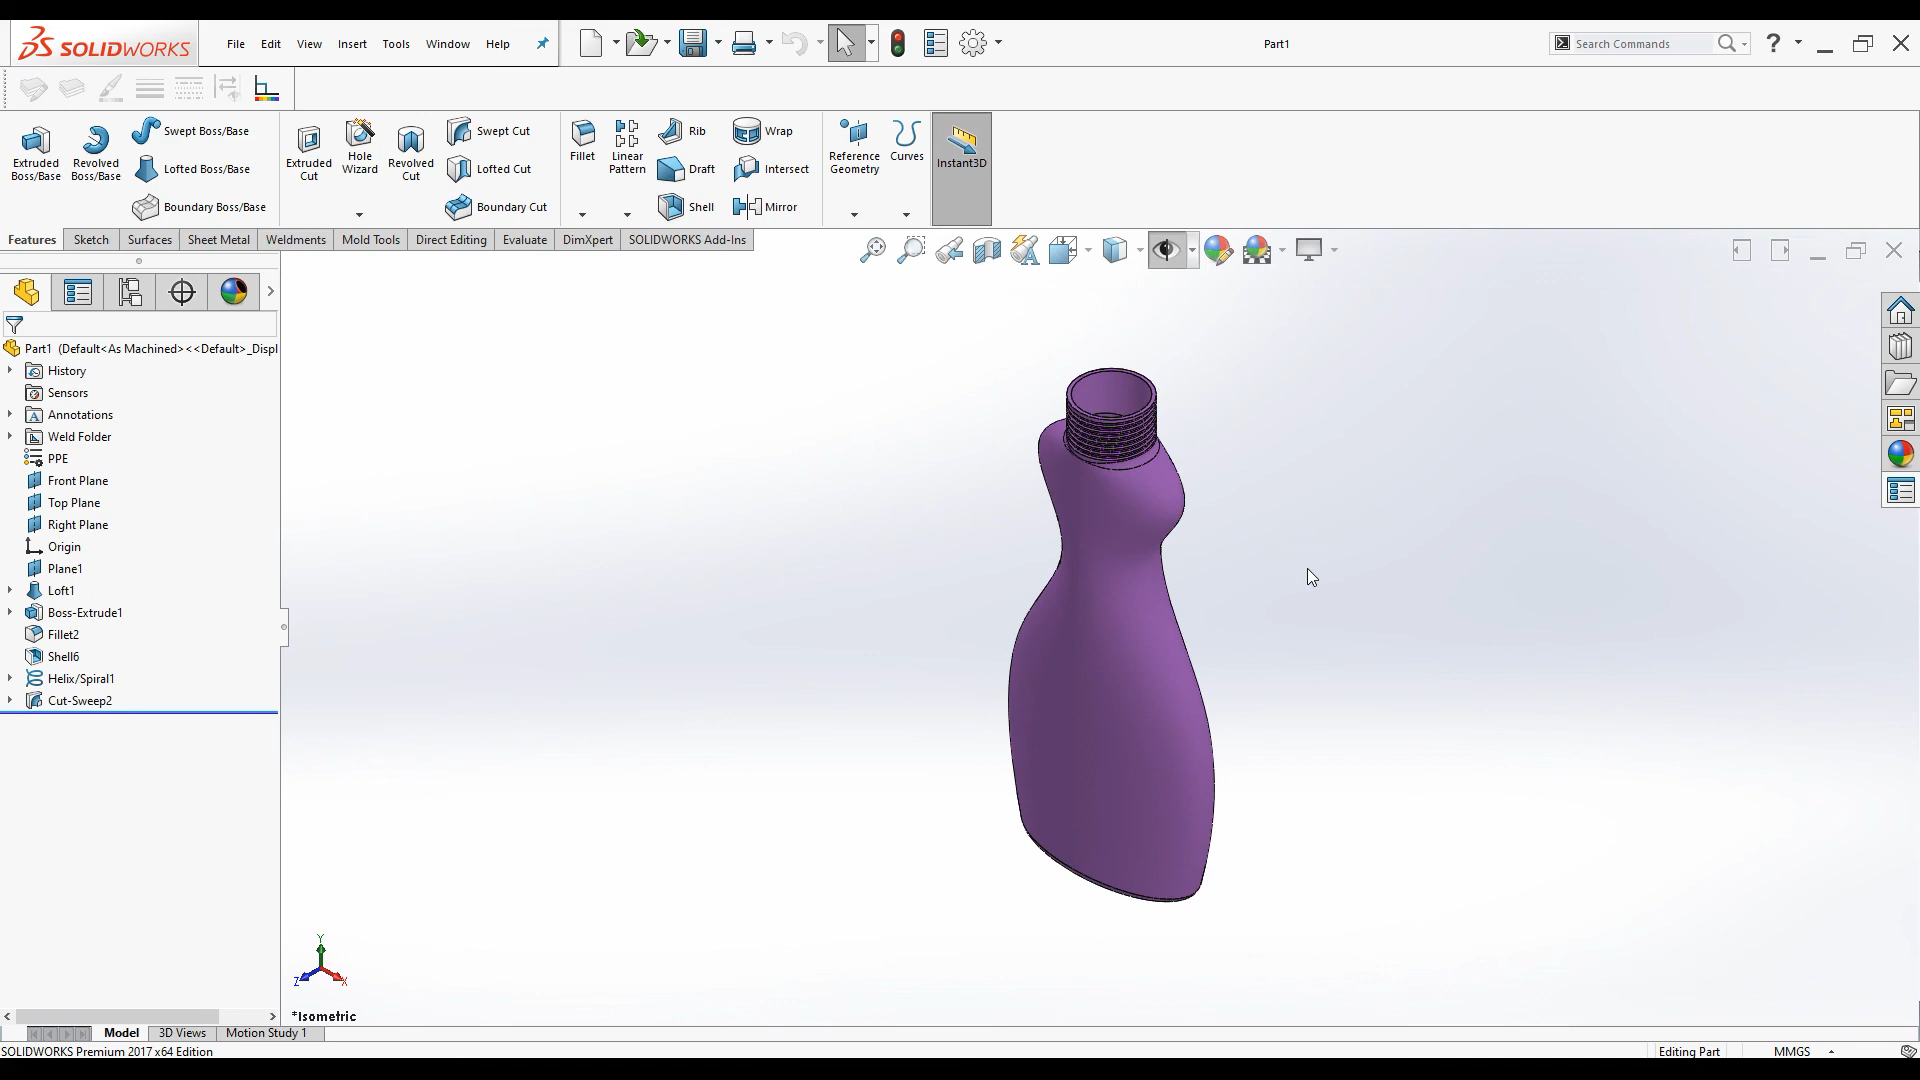 SOLIDWORKS
File Edit View Insert Tools Window Help
Part1
Search Commands
?
Extruded Boss/Base
Revolved Boss/Base
Swept Boss/Base
Lofted Boss/Base
Boundary Boss/Base
Extruded Cut
Hole Wizard
Revolved Cut
Swept Cut
Lofted Cut
Boundary Cut
Fillet
Linear Pattern
Rib
Draft
Shell
Wrap
Intersect
Mirror
Reference Geometry
Curves
Instant3D
Features Sketch Surfaces Sheet Metal Weldments Mold Tools Direct Editing Evaluate DimXpert SOLIDWORKS Add-Ins
Part1 (Default<As Machined><<Default>_Displ
History
Sensors
Annotations
Weld Folder
PPE
Front Plane
Top Plane
Right Plane
Origin
Plane1
Loft1
Boss-Extrude1
Fillet2
Shell6
Helix/Spiral1
Cut-Sweep2
Y
Z
X
*Isometric
Model 3D Views Motion Study 1
SOLIDWORKS Premium 2017 x64 Edition
Editing Part
MMGS